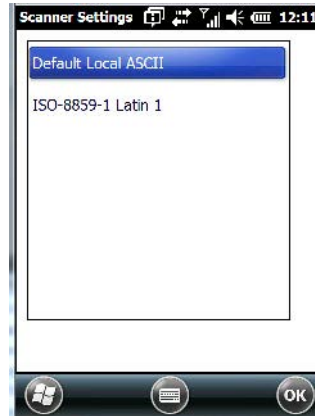 Scanner Settings 12:11
Default Local ASCII
ISO-8859-1 Latin 1
OK